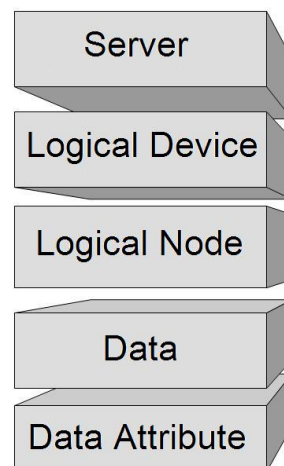 Server
Logical Device
Logical Node
Data
Data Attribute